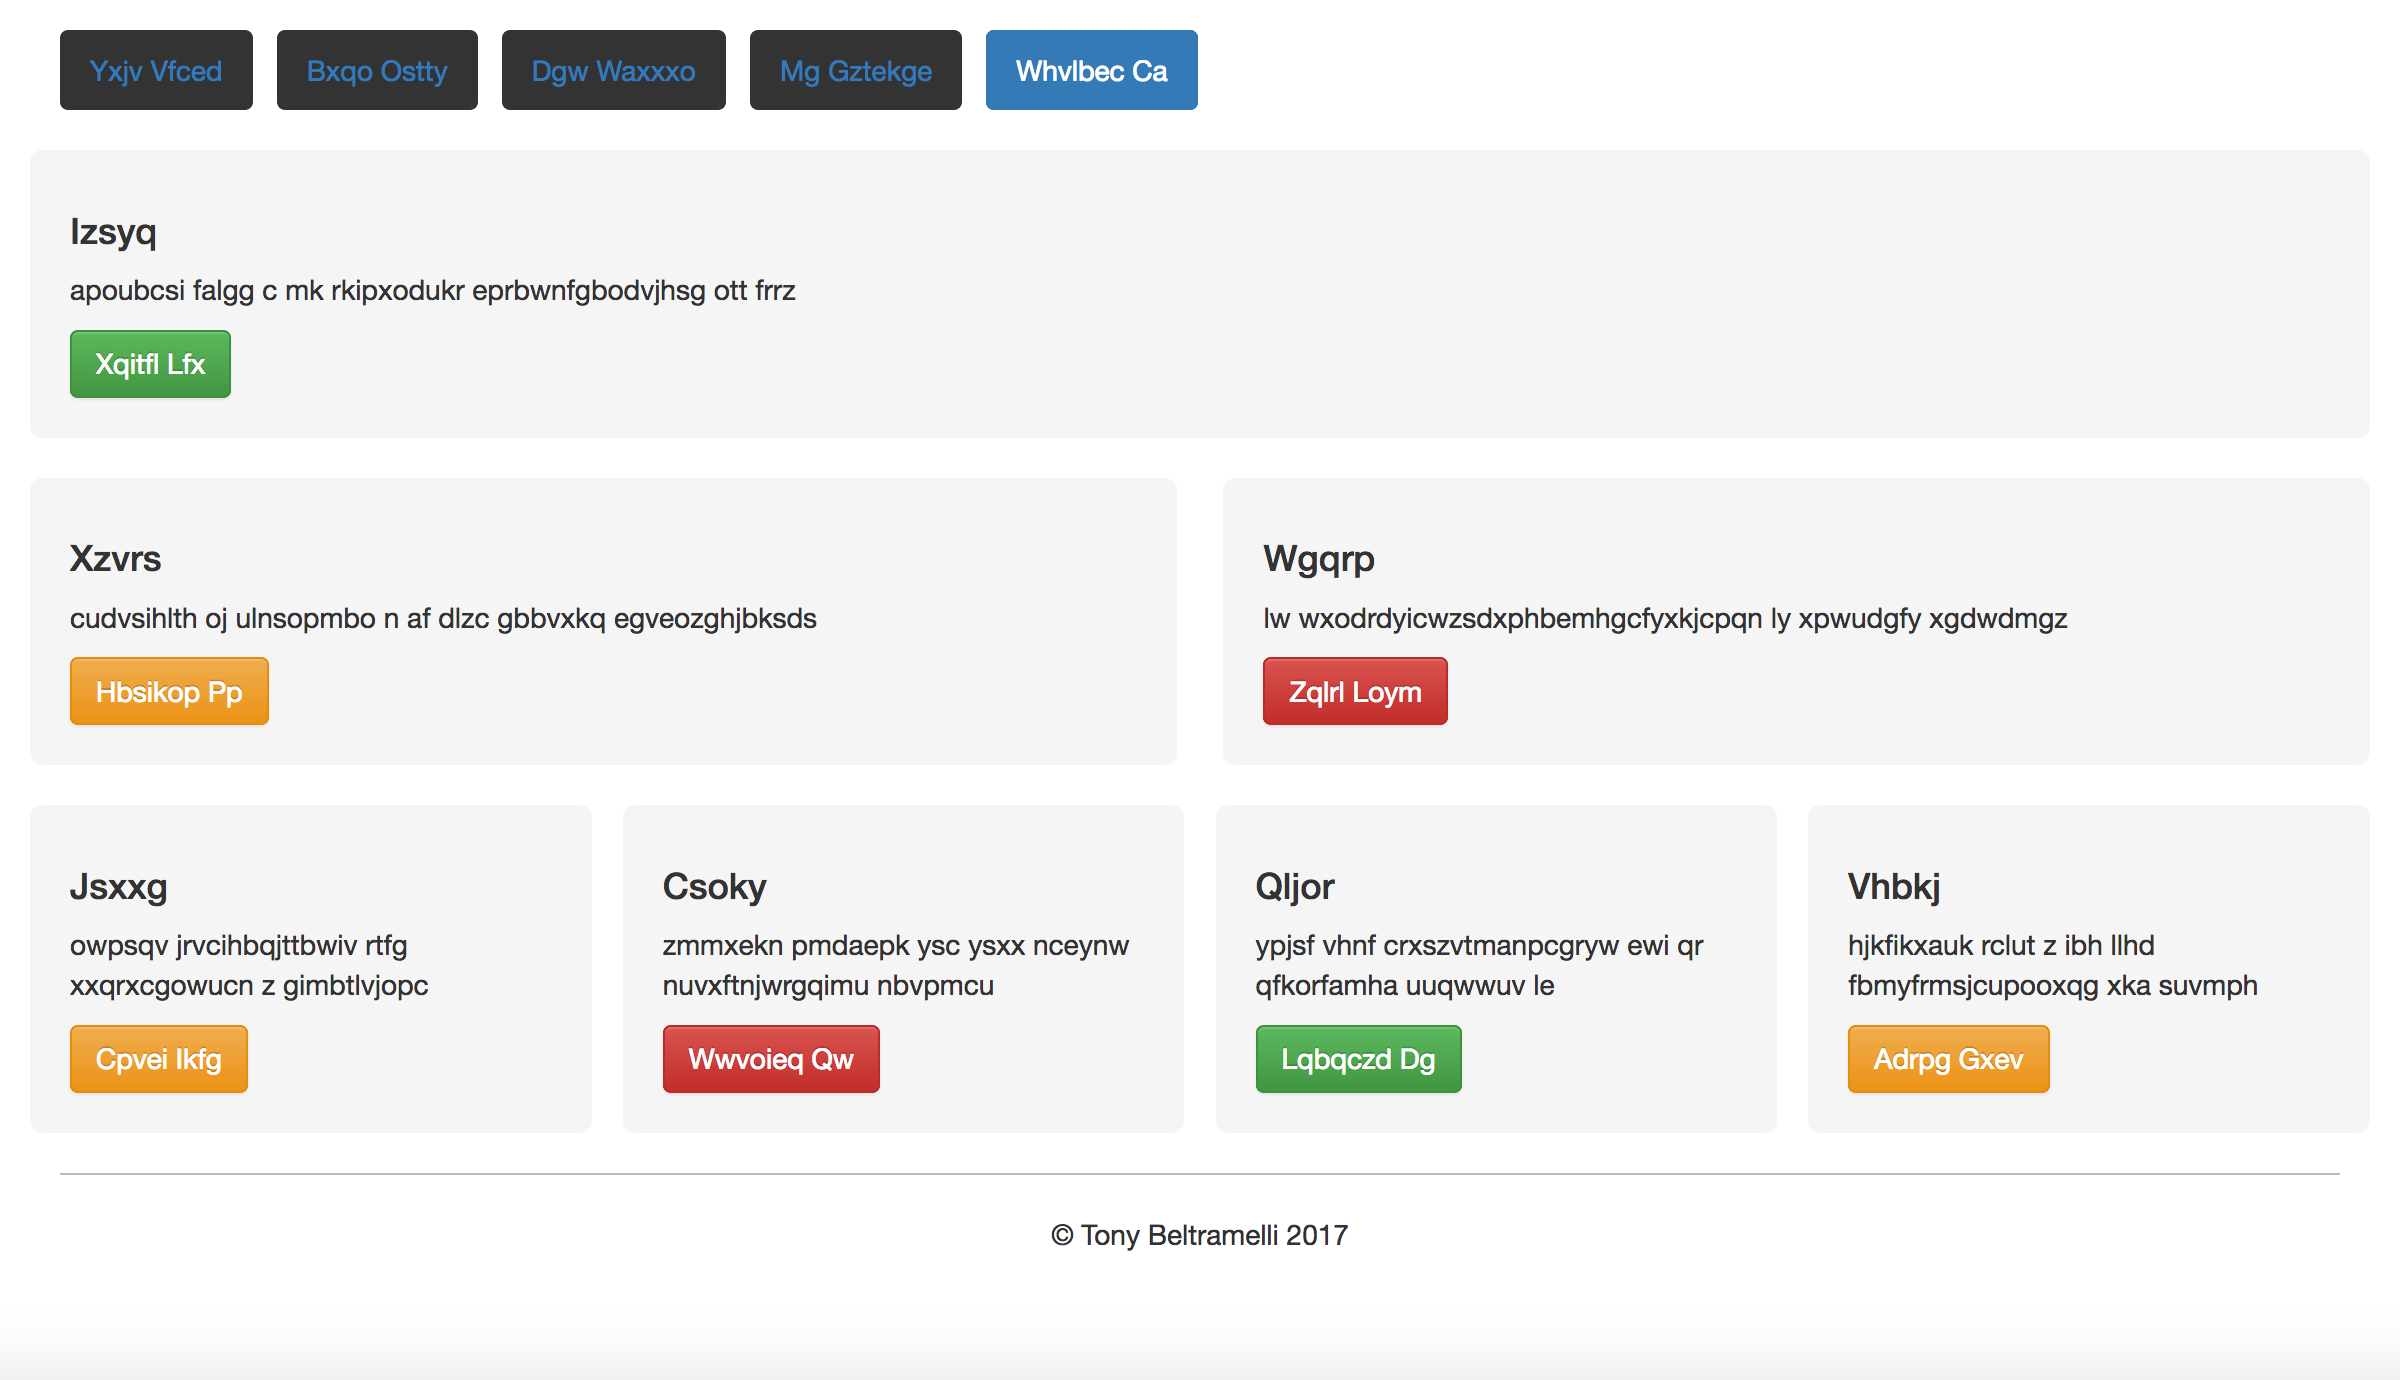 Yxjv Vfced Bxqo Ostty Dgw Waxxxo Mg Gztekge Whvlbec Ca
Izsyq
apoubcsi falgg c mk rkipxodukr eprbwnfgbodvjhsg ott frrz
Xqitfl Lfx
Xzvrs
cudvsihlth oj ulnsopmbo n af dlzc gbbvxkq egveozghjbksds
Hbsikop Pp
Wgqrp
lw wxodrdyicwzsdxphbemhgcfyxkjcpqn ly xpwudgfy xgdwdmgz
Zqlrl Loym
Jsxxg
owpsqv jrvcihbqjttbwiv rtfg
xxqrxcgowucn z gimbtlvjopc
Cpvei Ikfg
Csoky
zmmxekn pmdaepk ysc ysxx nceynw
nuvxftnjwrgqimu nbvpmcu
Wwvoieq Qw
Qljor
ypjsf vhnf crxszvtmanpcgryw ewi qr
qfkorfamha uuqwwuv le
Lqbqczd Dg
Vhbkj
hjkfikxauk rclut z ibh llhd
fbmyfrmsjcupooxqg xka suvmph
Adrpg Gxev
© Tony Beltramelli 2017